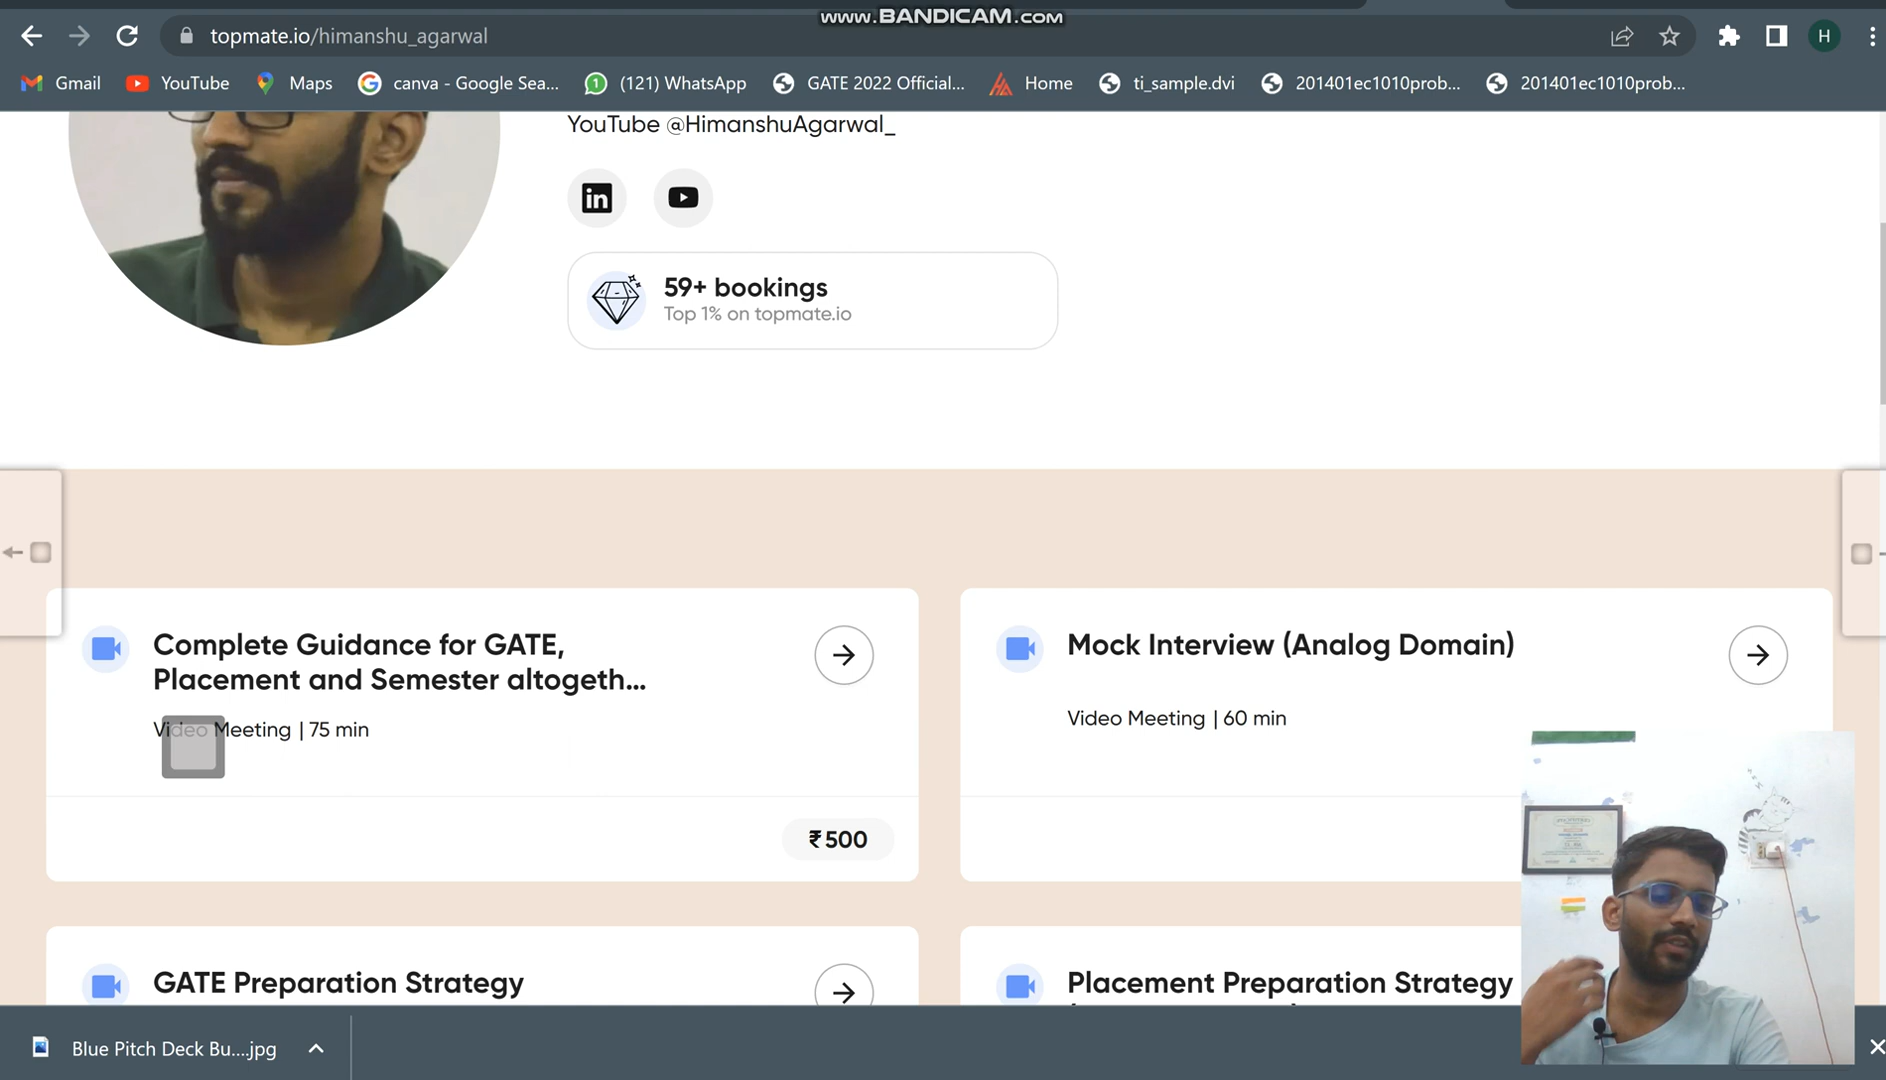 www.BANDICAM.com
topmate.io/himanshu_agarwal
H
Gmail
YouTube
Maps
canva - Google Sea...
(121) WhatsApp
GATE 2022 Official...
Home
ti_sample.dvi
201401ec1010prob...
201401ec1010prob...
YouTube @HimanshuAgarwal_
in
59+ bookings
Top 1% on topmate.io
Complete Guidance for GATE,
Placement and Semester altogeth...
Video Meeting | 75 min
₹500
Mock Interview (Analog Domain)
Video Meeting | 60 min
GATE Preparation Strategy
Placement Preparation Strategy
Blue Pitch Deck Bu....jpg